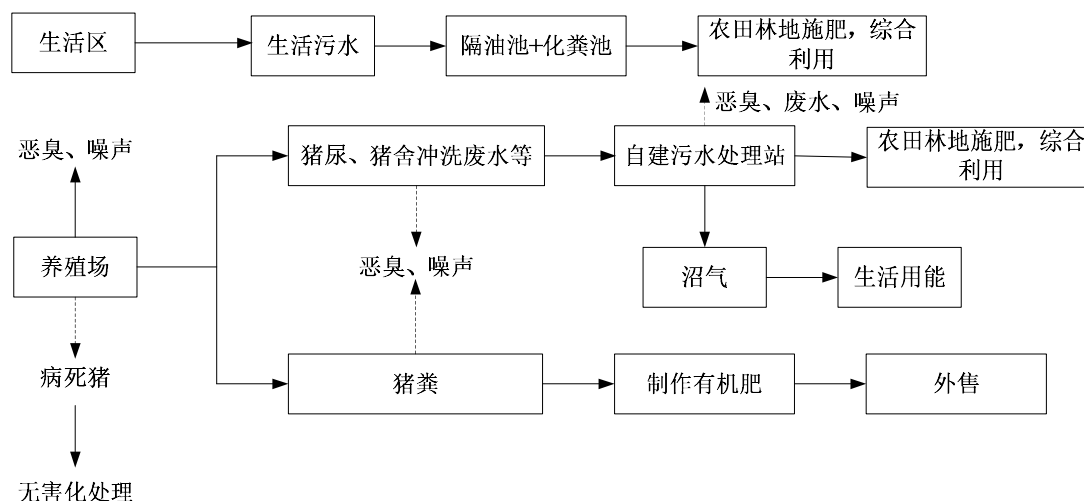 生活区
生活污水
隔油池+化粪池
农田林地施肥，综合
利用
恶臭、废水、噪声
恶臭、噪声
猪尿、猪舍冲洗废水等
自建污水处理站
农田林地施肥，综合
利用
养殖场
恶臭、噪声
沼气
生活用能
病死猪
猪粪
制作有机肥
外售
无害化处理